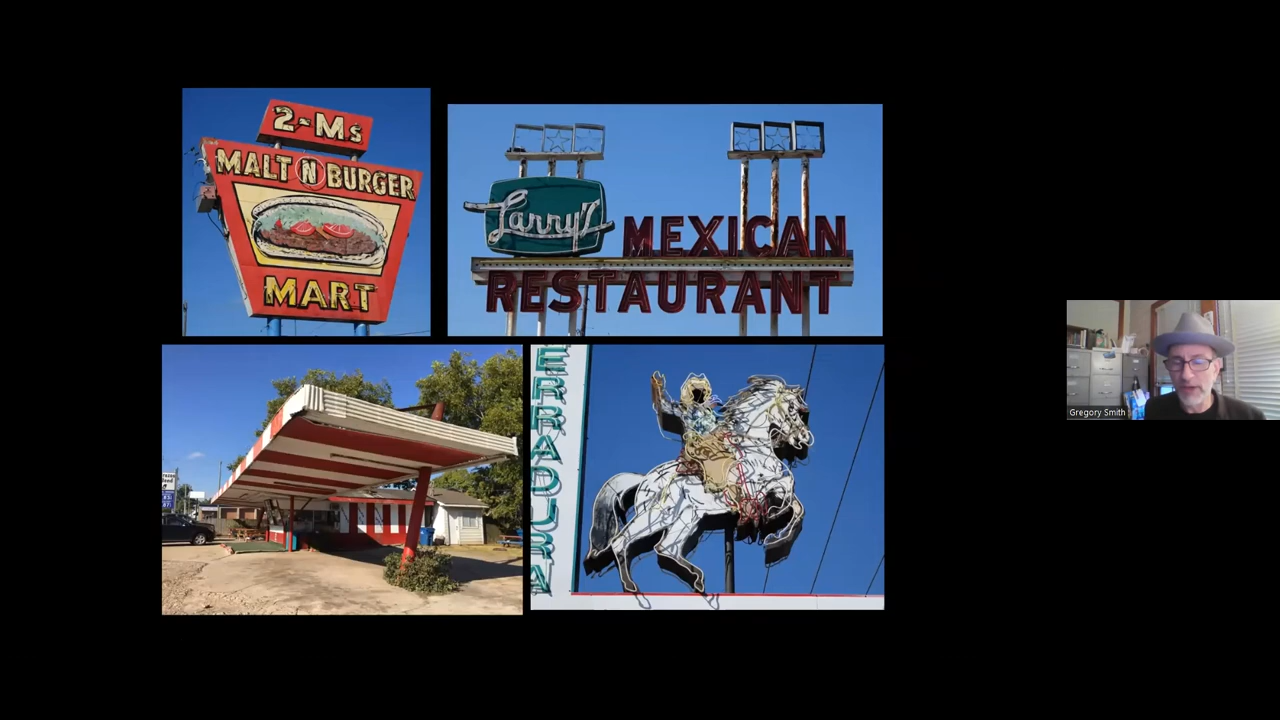 2-Ms
MALT N BURGER
MART
Larry's
MEXICAN
RESTAURANT
ERRADURA
Gregory Smith